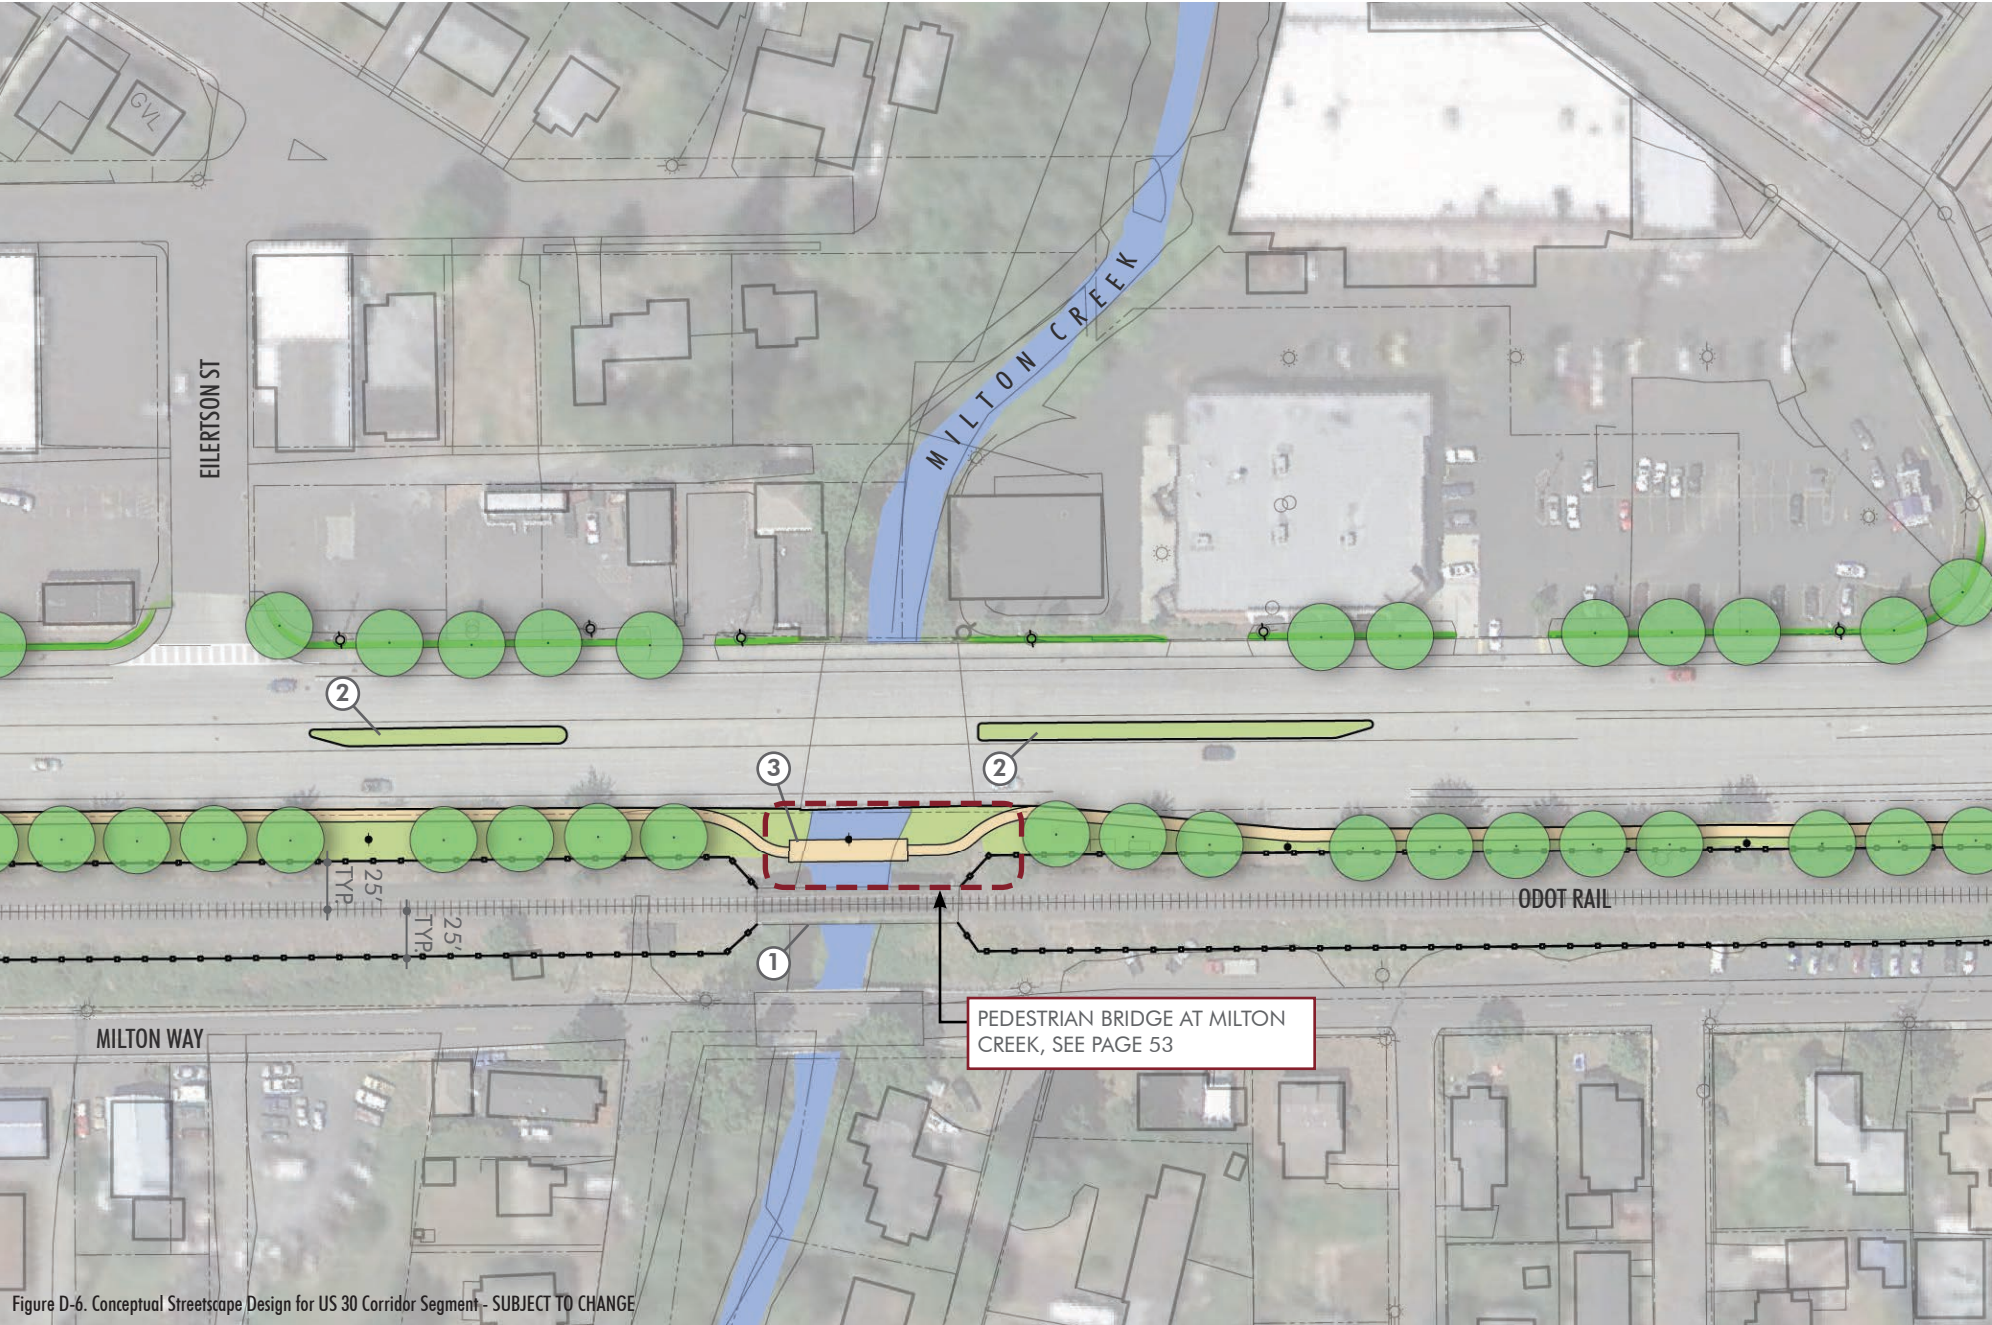 GVL
MILTON CREEK
EILERTSON ST
2
3
2
25'
TYP.
25'
TYP.
ODOT RAIL
1
PEDESTRIAN BRIDGE AT MILTON
CREEK, SEE PAGE 53
MILTON WAY
Figure D-6. Conceptual Streetscape Design for US 30 Corridor Segment - SUBJECT TO CHANGE